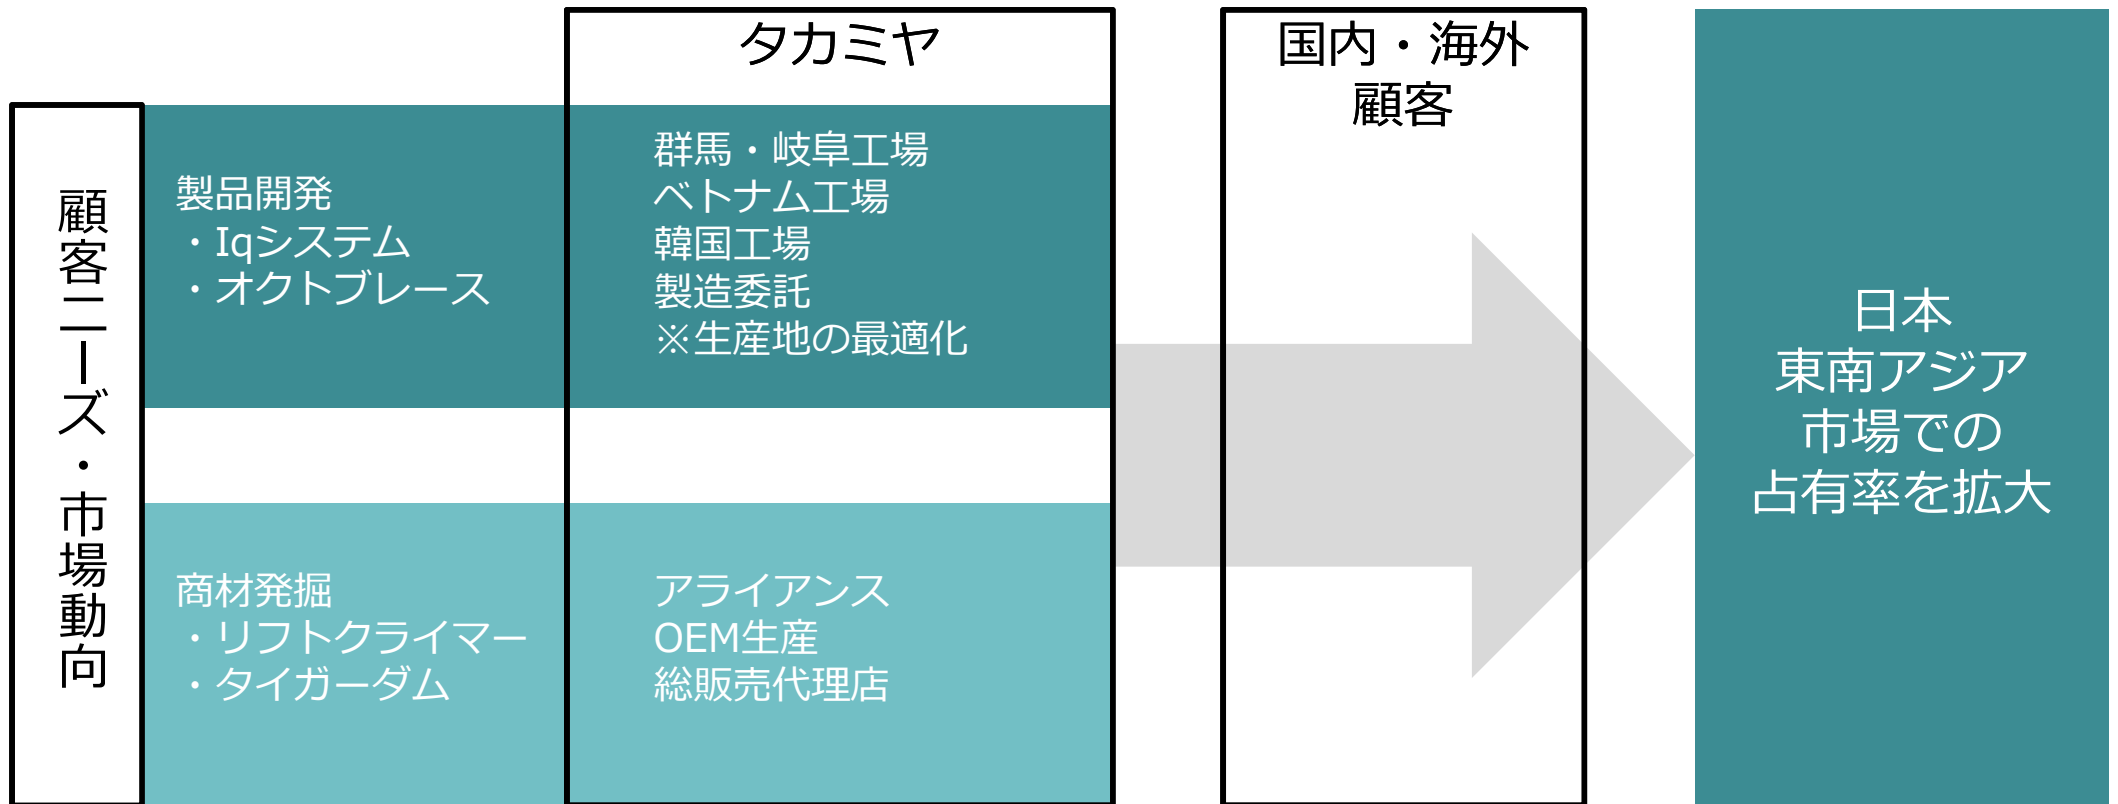 タカミヤ
国内・海外
顧客
顧客ニーズ・市場動向
製品開発
・Iqシステム
・オクトブレース
群馬・岐阜工場
ベトナム工場
韓国工場
製造委託
※生産地の最適化
商材発掘
・リフトクライマー
・タイガーダム
アライアンス
OEM生産
総販売代理店
日本
東南アジア
市場での
占有率を拡大